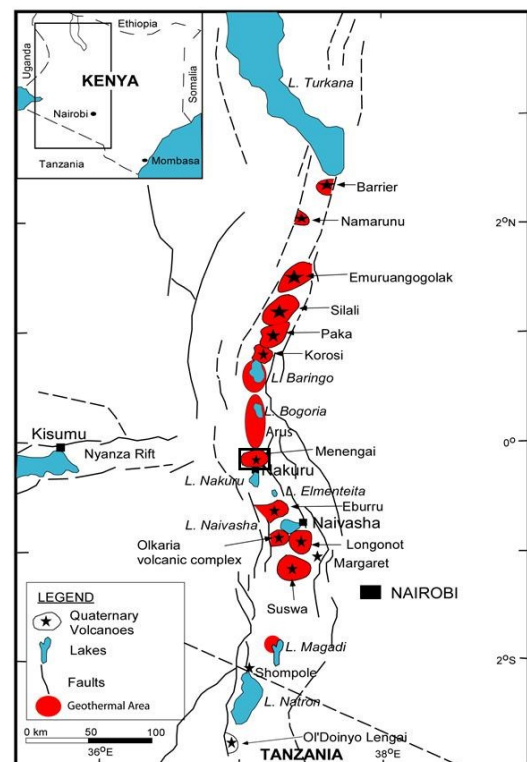 Ethiopia
Uganda
KENYA
Somalia
Nairobi
Tanzania
Mombasa
L. Turkana
Barrier
Namarunu
2°N
Emuruangogolak
Silali
Paka
Korosi
L. Baringo
L. Bogoria
Arus
Kisumu
0°
Nyanza Rift
Menengai
Nakuru
L. Nakuru
L. Elmenteita
Eburru
L. Naivasha
Naivasha
Olkaria
volcanic complex
Longonot
Margaret
Suswa
NAIROBI
LEGEND
Quaternary
Volcanoes
Lakes
Faults
Geothermal Area
L. Magadi
2°S
Shompole
L. Natron
0 km 50 100
36°E
Ol'Doinyo Lengai
TANZANIA
38°E